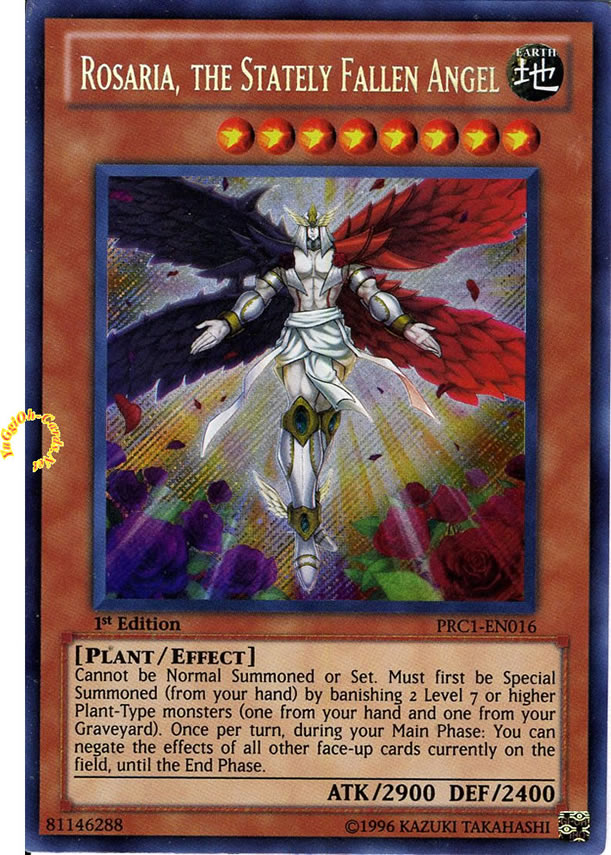 ROSARIA, THE STATELY FALLEN ANGEL
EARTH
地
YuGgiOh-Cards.Net
1st Edition
PRC1-EN016
[PLANT/EFFECT]
Cannot be Normal Summoned or Set. Must first be Special
Summoned (from your hand) by banishing 2 Level 7 or higher
Plant-Type monsters (one from your hand and one from your
Graveyard). Once per turn, during your Main Phase: You can
negate the effects of all other face-up cards currently on the
field, until the End Phase.
ATK/2900 DEF/2400
81146288
©1996 KAZUKI TAKAHASHI